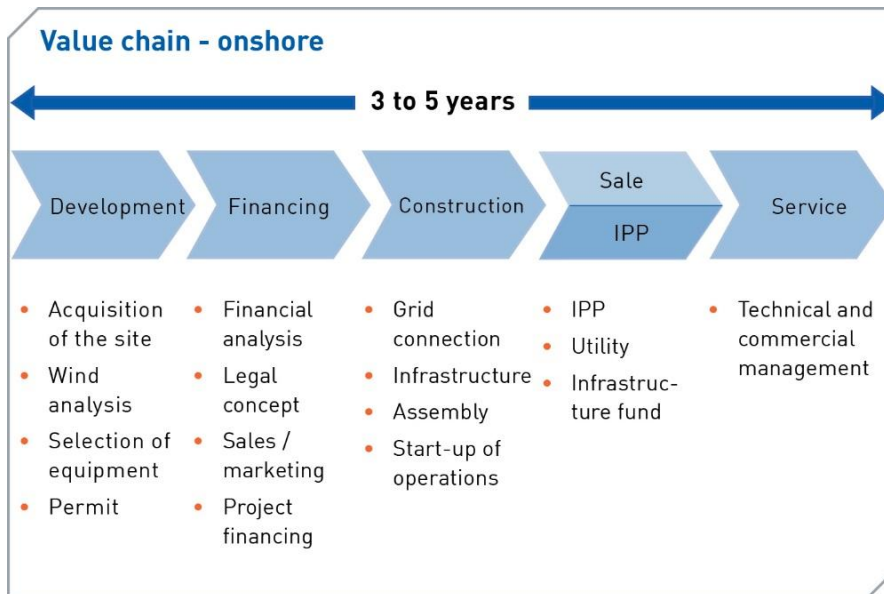 Value chain - onshore
3 to 5 years
Development
Financing
Construction
Sale
IPP
Service
• Acquisition
of the site
• Wind
analysis
• Selection of
equipment
• Permit
• Financial
analysis
• Legal
concept
• Sales /
marketing
• Project
financing
• Grid
connection
• Infrastructure
• Assembly
• Start-up of
operations
• IPP
• Utility
• Infrastruc-
ture fund
• Technical and
commercial
management